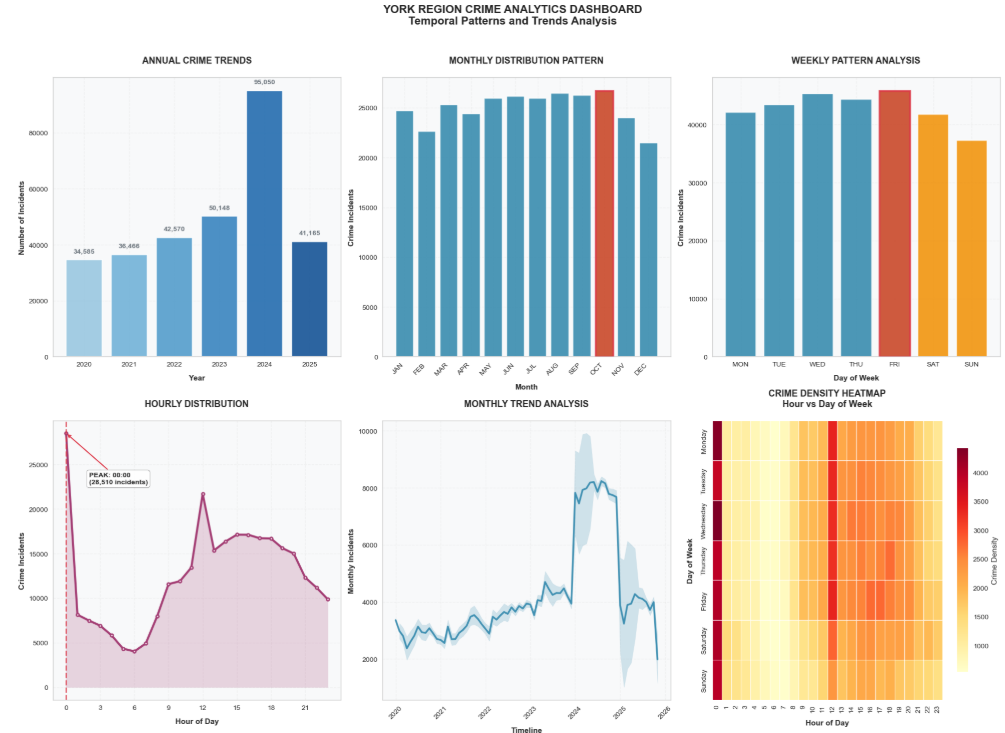 YORK REGION CRIME ANALYTICS DASHBOARD
Temporal Patterns and Trends Analysis
ANNUAL CRIME TRENDS
Number of Incidents
80000
60000
40000
20000
0
34,585
36,466
42,570
50,148
95,050
41,165
2020
2021
2022
2023
2024
2025
Year
MONTHLY DISTRIBUTION PATTERN
Crime Incidents
25000
20000
15000
10000
5000
0
JAN
FEB
MAR
APR
MAY
JUN
JUL
AUG
SEP
OCT
NOV
DEC
Month
WEEKLY PATTERN ANALYSIS
Crime Incidents
40000
30000
20000
10000
0
MON
TUE
WED
THU
FRI
SAT
SUN
Day of Week
HOURLY DISTRIBUTION
Crime Incidents
25000
20000
15000
10000
5000
0
PEAK: 00:00
(28,510 incidents)
0
3
6
9
12
15
18
21
Hour of Day
MONTHLY TREND ANALYSIS
Monthly Incidents
10000
8000
6000
4000
2000
2020
2021
2022
2023
2024
2025
2026
Timeline
CRIME DENSITY HEATMAP
Hour vs Day of Week
Day of Week
Monday
Tuesday
Wednesday
Thursday
Friday
Saturday
Sunday
0
1
2
3
4
5
6
7
8
9
10
11
12
13
14
15
16
17
18
19
20
21
22
23
Hour of Day
4000
3500
3000
2500
2000
1500
1000
Crime Density